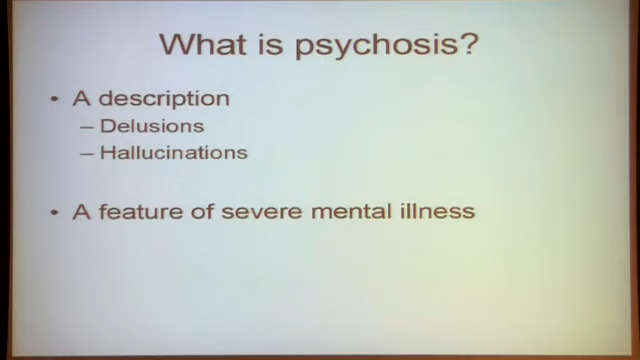 What is psychosis?
• A description
– Delusions
– Hallucinations
• A feature of severe mental illness